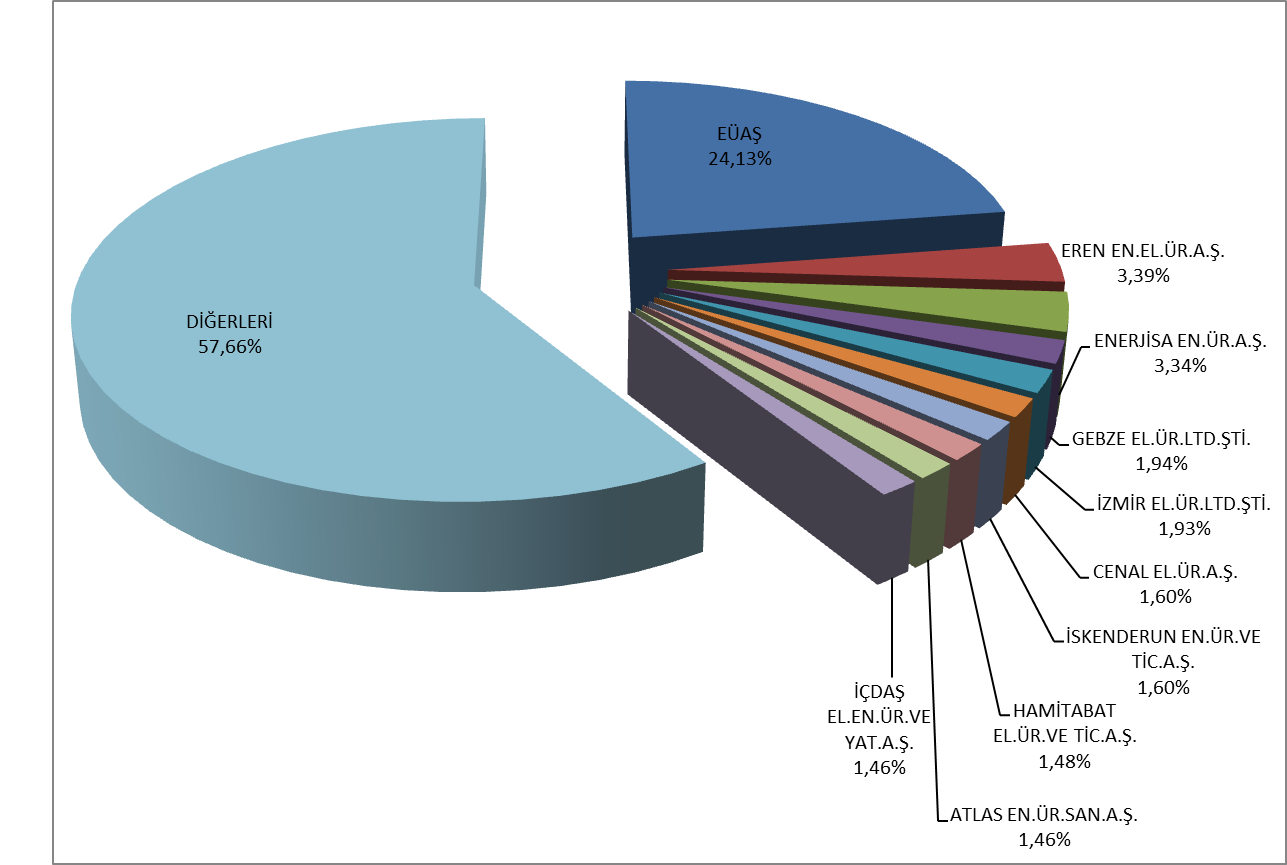 EÜAŞ
24,13%
EREN EN.EL.ÜR.A.Ş.
3,39%
DİĞERLERİ
57,66%
ENERJİSA EN.ÜR.A.Ş.
3,34%
GEBZE EL.ÜR.LTD.ŞTİ.
1,94%
İZMİR EL.ÜR.LTD.ŞTİ.
1,93%
CENAL EL.ÜR.A.Ş.
1,60%
İSKENDERUN EN.ÜR.VE
TİC.A.Ş.
1,60%
HAMİTABAT
EL.ÜR.VE TİC.A.Ş.
1,48%
İÇDAŞ
EL.EN.ÜR.VE
YAT.A.Ş.
1,46%
ATLAS EN.ÜR.SAN.A.Ş.
1,46%